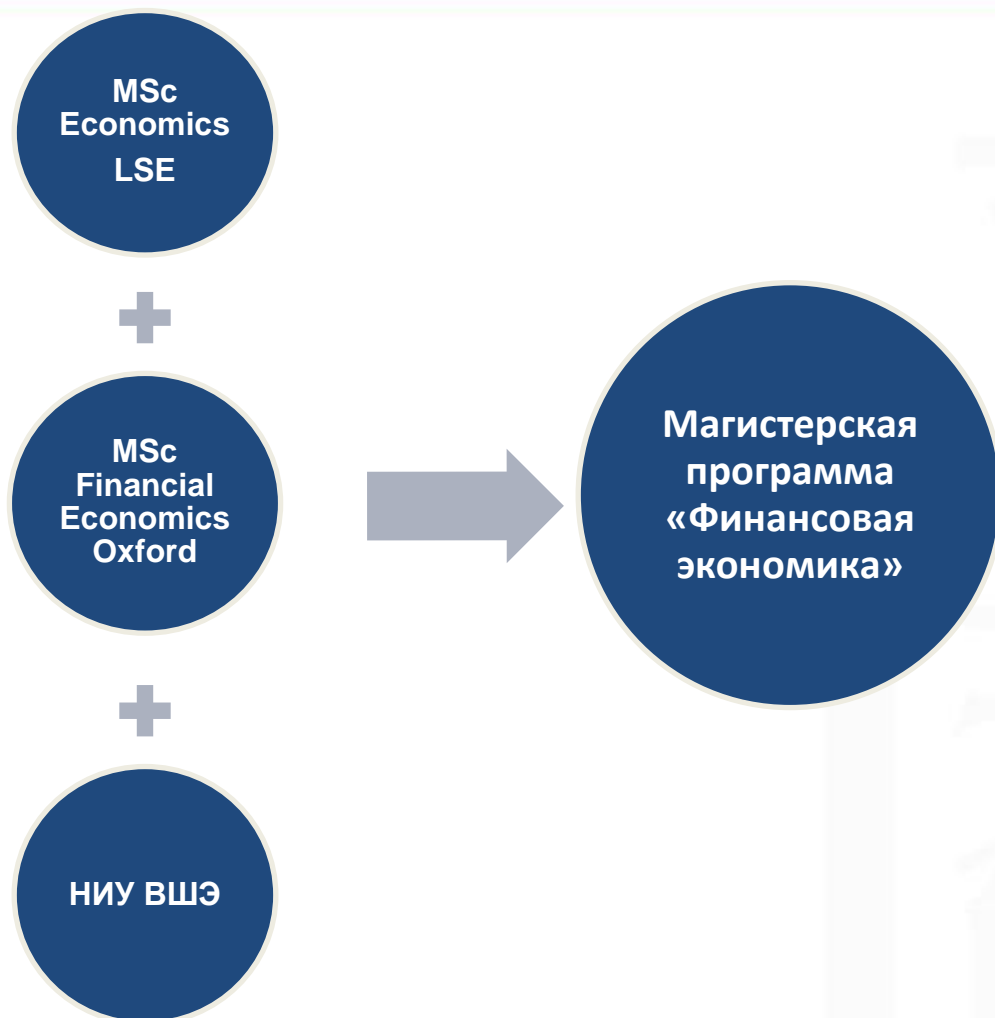 MSc
Economics
LSE
MSc
Financial
Economics
Oxford
НИУ ВШЭ
Магистерская
программа
«Финансовая
экономика»